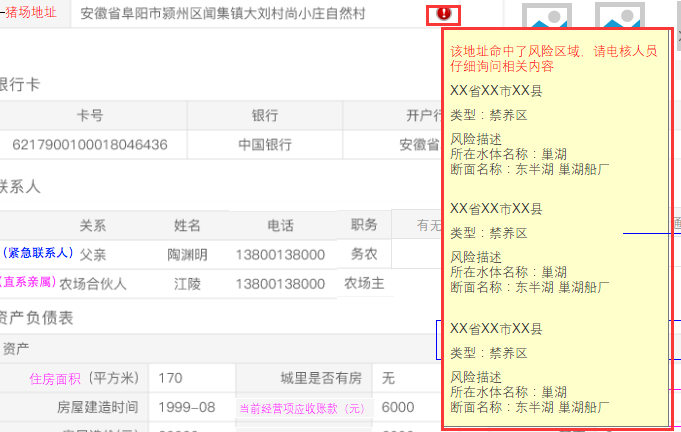 猪场地址 安徽省阜阳市颍州区闻集镇大刘村尚小庄自然村
该地址命中了风险区域，请电核人员
仔细询问相关内容
XX省XX市XX县
类型：禁养区
风险描述
所在水体名称：巢湖
断面名称：东半湖 巢湖船厂
XX省XX市XX县
类型：禁养区
风险描述
所在水体名称：巢湖
断面名称：东半湖 巢湖船厂
XX省XX市XX县
类型：禁养区
风险描述
所在水体名称：巢湖
断面名称：东半湖 巢湖船厂
银行卡
卡号 银行 开户行
6217900100018046436 中国银行 安徽省
联系人
关系 姓名 电话 职务 有无
(紧急联系人) 父亲 陶渊明 13800138000 务农
(直系亲属) 农场合伙人 江陵 13800138000 农场主
资产负债表
资产
住房面积 (平方米) 170 城里是否有房 无
房屋建造时间 1999-08 当前经营项应收账款（元） 6000